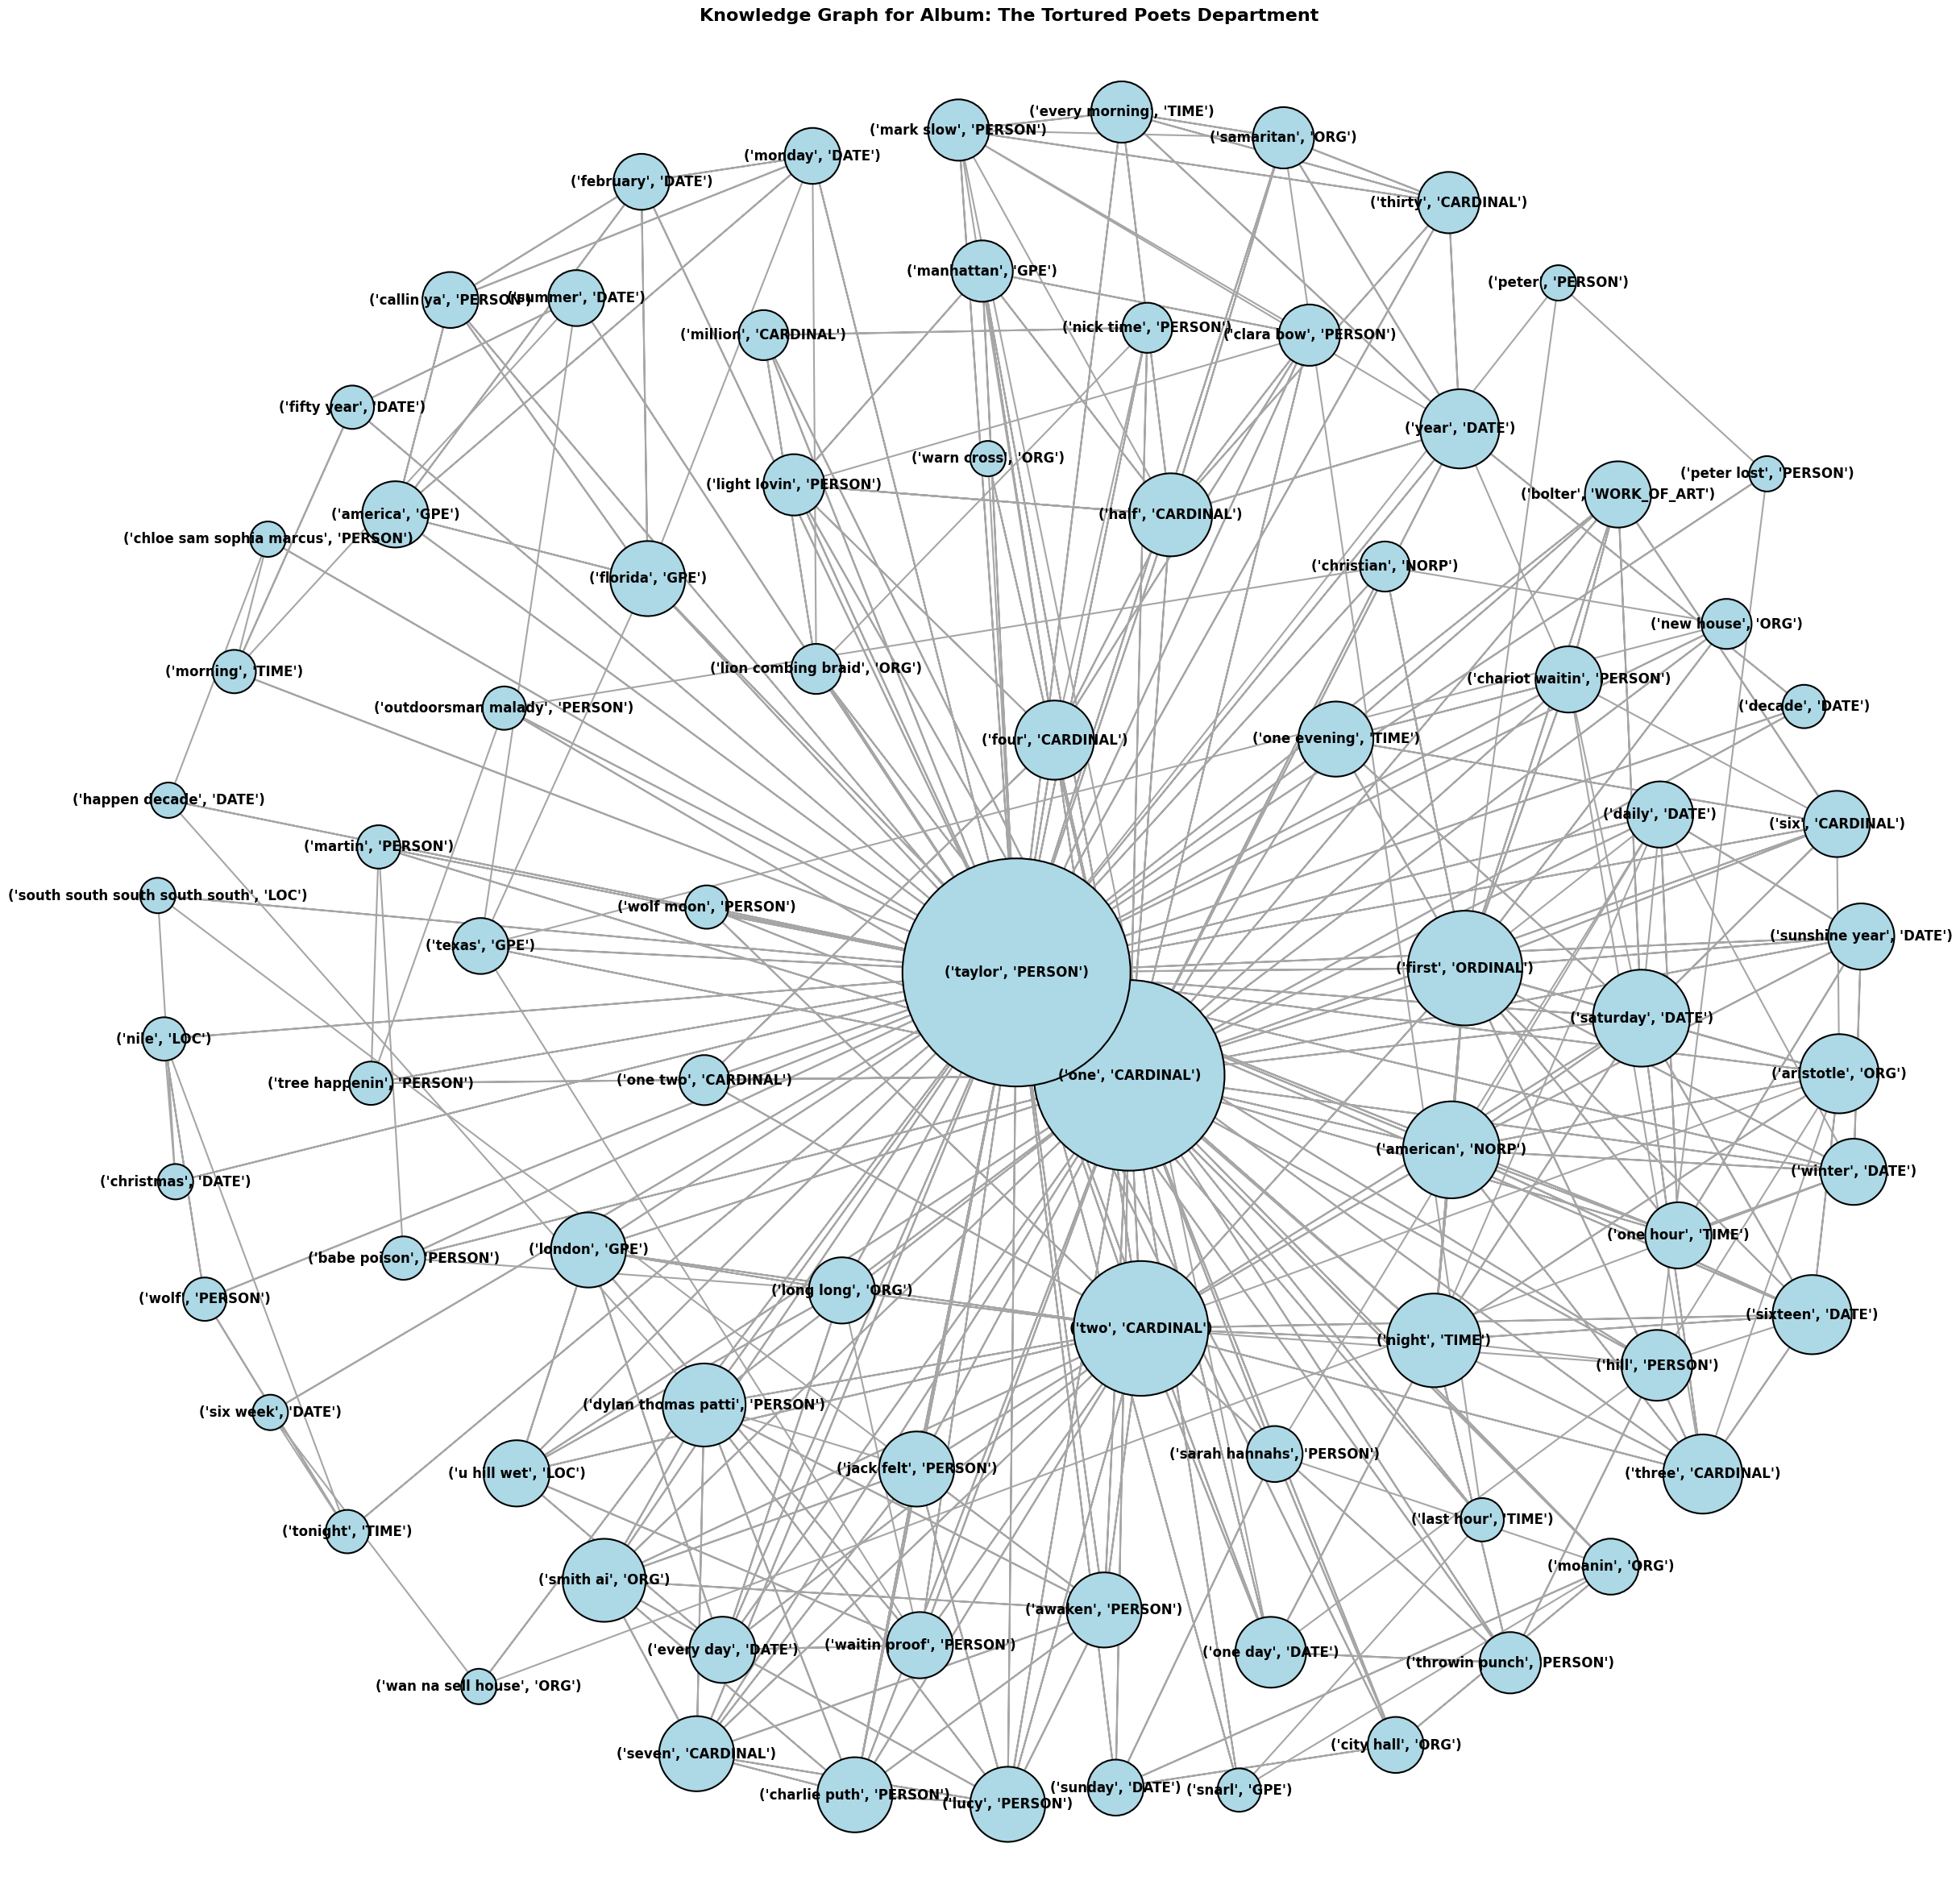 Knowledge Graph for Album: The Tortured Poets Department
('every morning', 'TIME')
('mark slow', 'PERSON')
('samaritan', 'ORG')
('monday', 'DATE')
('february', 'DATE')
('thirty', 'CARDINAL')
('manhattan', 'GPE')
('peter', 'PERSON')
('callin ya', 'PERSON')
('summer', 'DATE')
('million', 'CARDINAL')
('nick time', 'PERSON')
('clara bow', 'PERSON')
('fifty year', 'DATE')
('year', 'DATE')
('warn cross', 'ORG')
('peter lost', 'PERSON')
('light lovin', 'PERSON')
('bolter', 'WORK_OF_ART')
('america', 'GPE')
('half', 'CARDINAL')
('chloe sam sophia marcus', 'PERSON')
('florida', 'GPE')
('christian', 'NORP')
('new house', 'ORG')
('morning', 'TIME')
('lion combing braid', 'ORG')
('chariot waitin', 'PERSON')
('outdoorsman malady', 'PERSON')
('decade', 'DATE')
('four', 'CARDINAL')
('one evening', 'TIME')
('happen decade', 'DATE')
('daily', 'DATE')
('six', 'CARDINAL')
('martin', 'PERSON')
('south south south south south', 'LOC')
('wolf moon', 'PERSON')
('sunshine year', 'DATE')
('texas', 'GPE')
('taylor', 'PERSON')
('first', 'ORDINAL')
('saturday', 'DATE')
('nile', 'LOC')
('one', 'CARDINAL')
('aristotle', 'ORG')
('tree happenin', 'PERSON')
('one two', 'CARDINAL')
('american', 'NORP')
('winter', 'DATE')
('christmas', 'DATE')
('one hour', 'TIME')
('london', 'GPE')
('babe poison', 'PERSON')
('long long', 'ORG')
('wolf', 'PERSON')
('sixteen', 'DATE')
('two', 'CARDINAL')
('night', 'TIME')
('hill', 'PERSON')
('dylan thomas patti', 'PERSON')
('six week', 'DATE')
('sarah hannahs', 'PERSON')
('jack felt', 'PERSON')
('u hill wet', 'LOC')
('three', 'CARDINAL')
('last hour', 'TIME')
('tonight', 'TIME')
('moanin', 'ORG')
('smith ai', 'ORG')
('awaken', 'PERSON')
('waitin proof', 'PERSON')
('every day', 'DATE')
('one day', 'DATE')
('throwin punch', 'PERSON')
('wan na sell house', 'ORG')
('city hall', 'ORG')
('seven', 'CARDINAL')
('sunday', 'DATE')
('snarl', 'GPE')
('charlie puth', 'PERSON')
('lucy', 'PERSON')